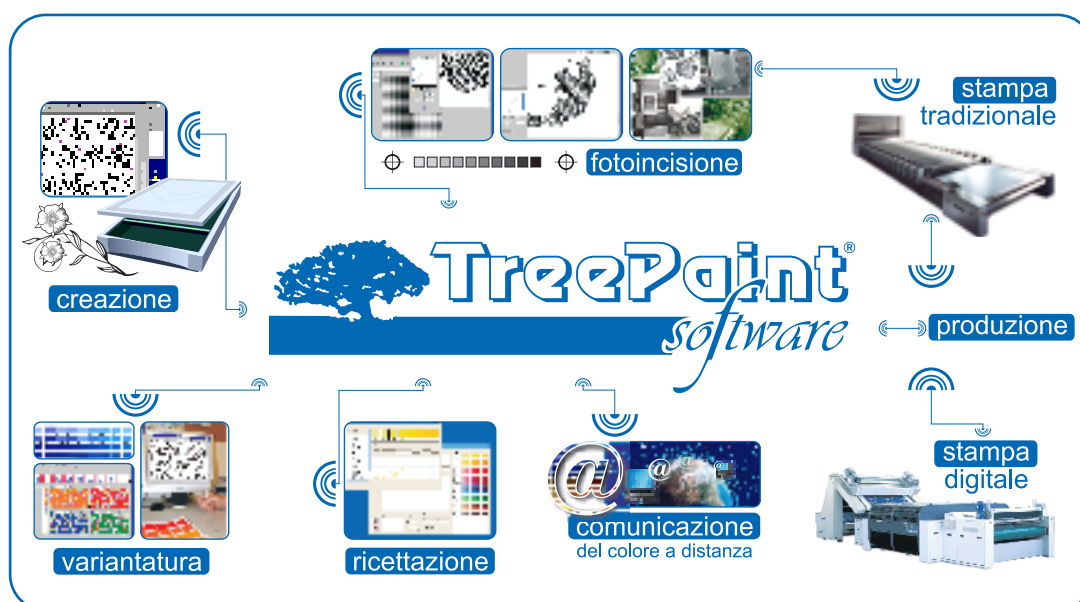 stampa
tradizionale
fotoincisione
creazione
TreePaint®
software
produzione
variantatura
ricettazione
@
@
comunicazione
del colore a distanza
stampa
digitale